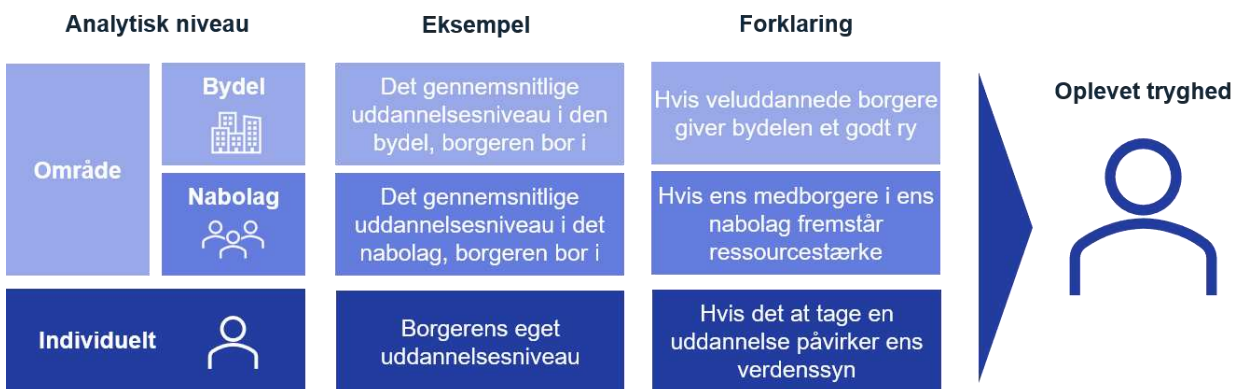 Analytisk niveau
Eksempel
Forklaring
Oplevet tryghed
Område
Bydel
Det gennemsnitlige
uddannelsesniveau i den
bydel, borgeren bor i
Hvis veluddannede borgere
giver bydelen et godt ry
Nabolag
Det gennemsnitlige
uddannelsesniveau i det
nabolag, borgeren bor i
Hvis ens medborgere i ens
nabolag fremstår
ressourcestærke
Individuelt
Borgerens eget
uddannelsesniveau
Hvis det at tage en
uddannelse påvirker ens
verdenssyn